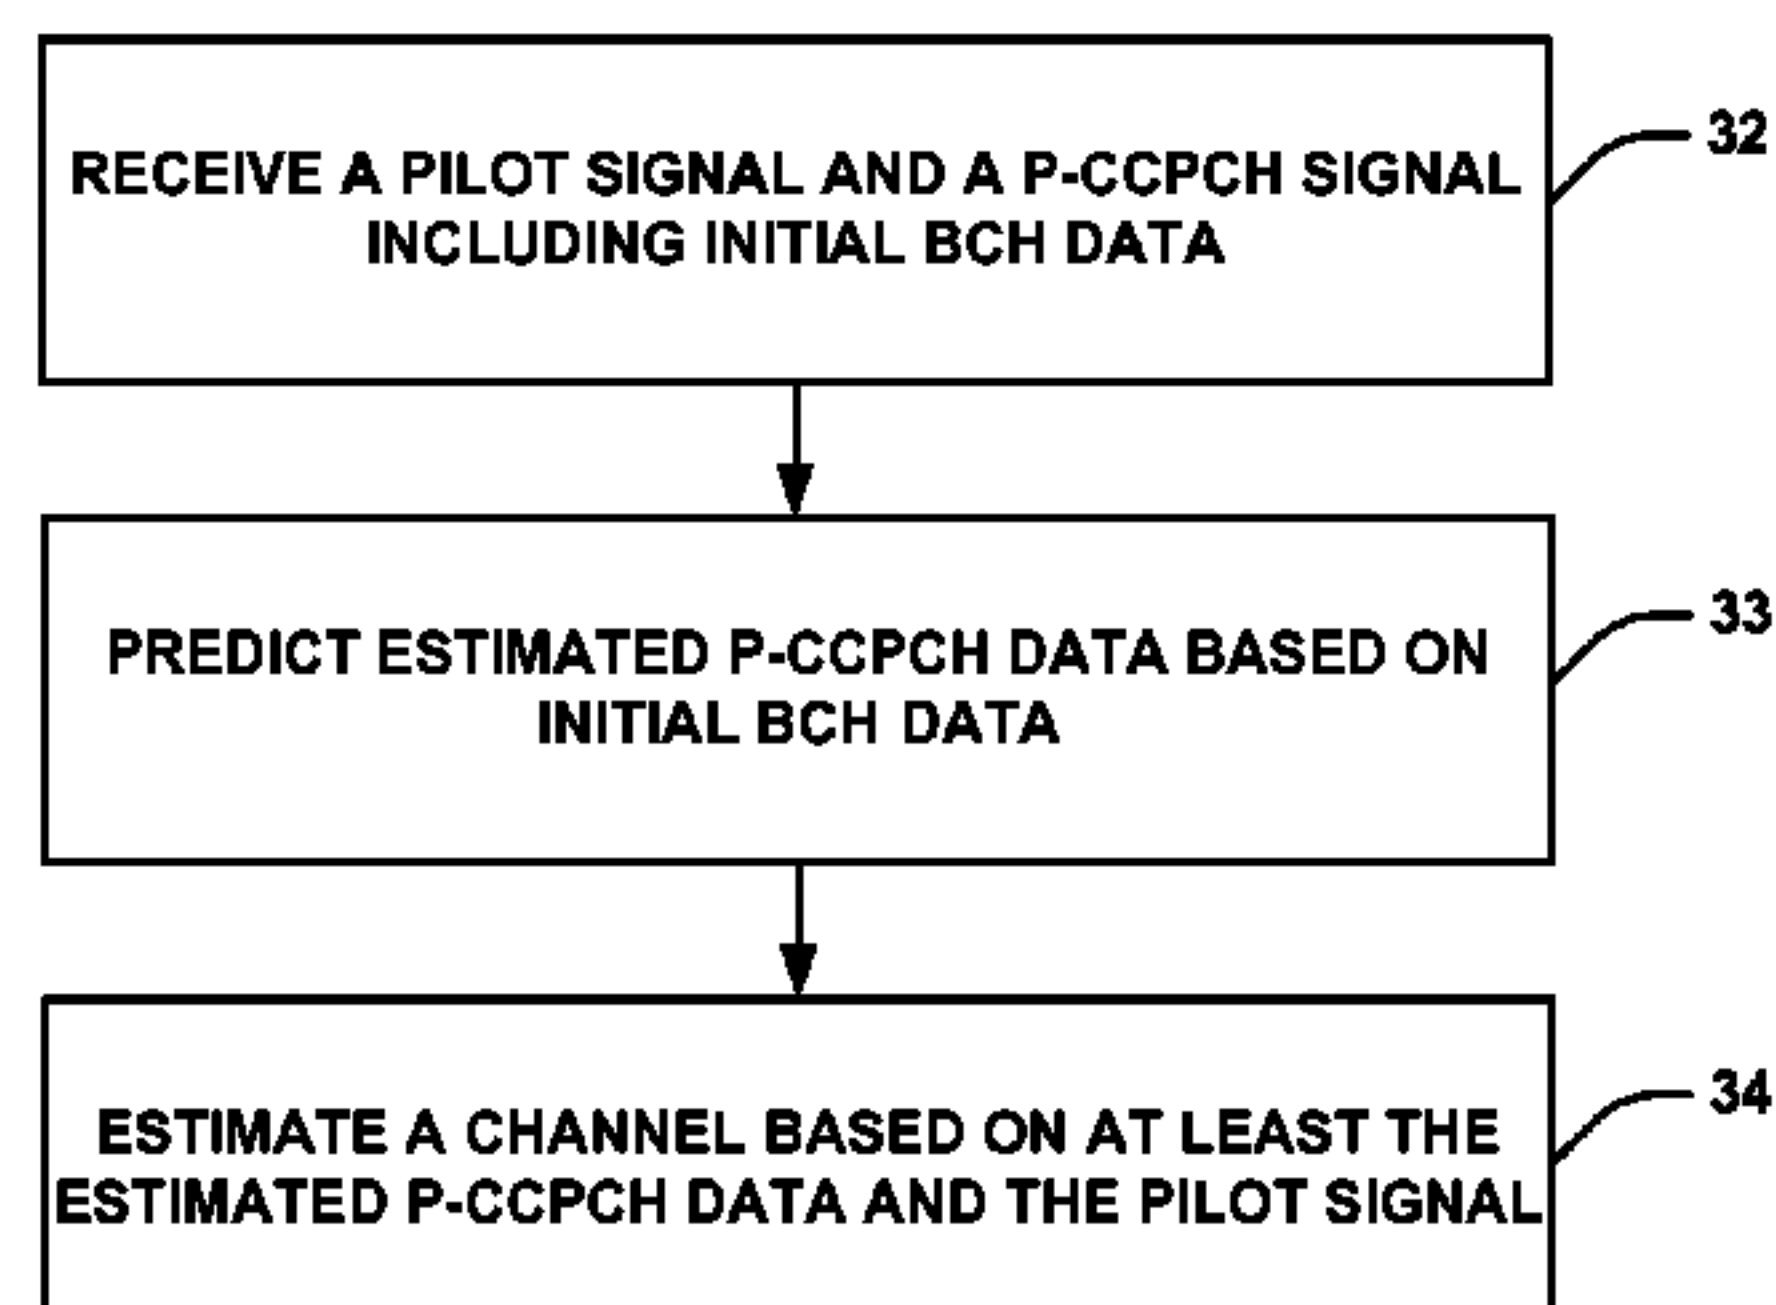 RECEIVE A PILOT SIGNAL AND A P-CCPCH SIGNAL
INCLUDING INITIAL BCH DATA
32
PREDICT ESTIMATED P-CCPCH DATA BASED ON
INITIAL BCH DATA
33
ESTIMATE A CHANNEL BASED ON AT LEAST THE
ESTIMATED P-CCPCH DATA AND THE PILOT SIGNAL
34